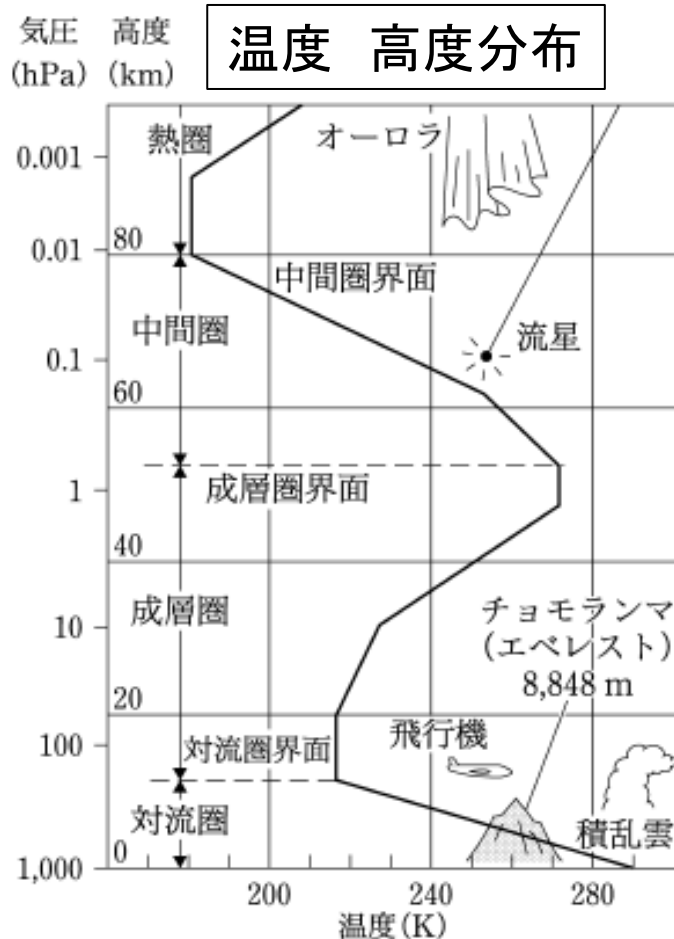 温度 高度分布
気圧 高度
(hPa) (km)
熱圏
オーロラ
0.001
80
0.01
中間圏界面
中間圏
流星
0.1
60
成層圏界面
1
40
成層圏
チョモランマ
(エベレスト)
8,848 m
10
20
飛行機
対流圏界面
100
対流圏
積乱雲
0
1,000
200 240 280
温度(K)